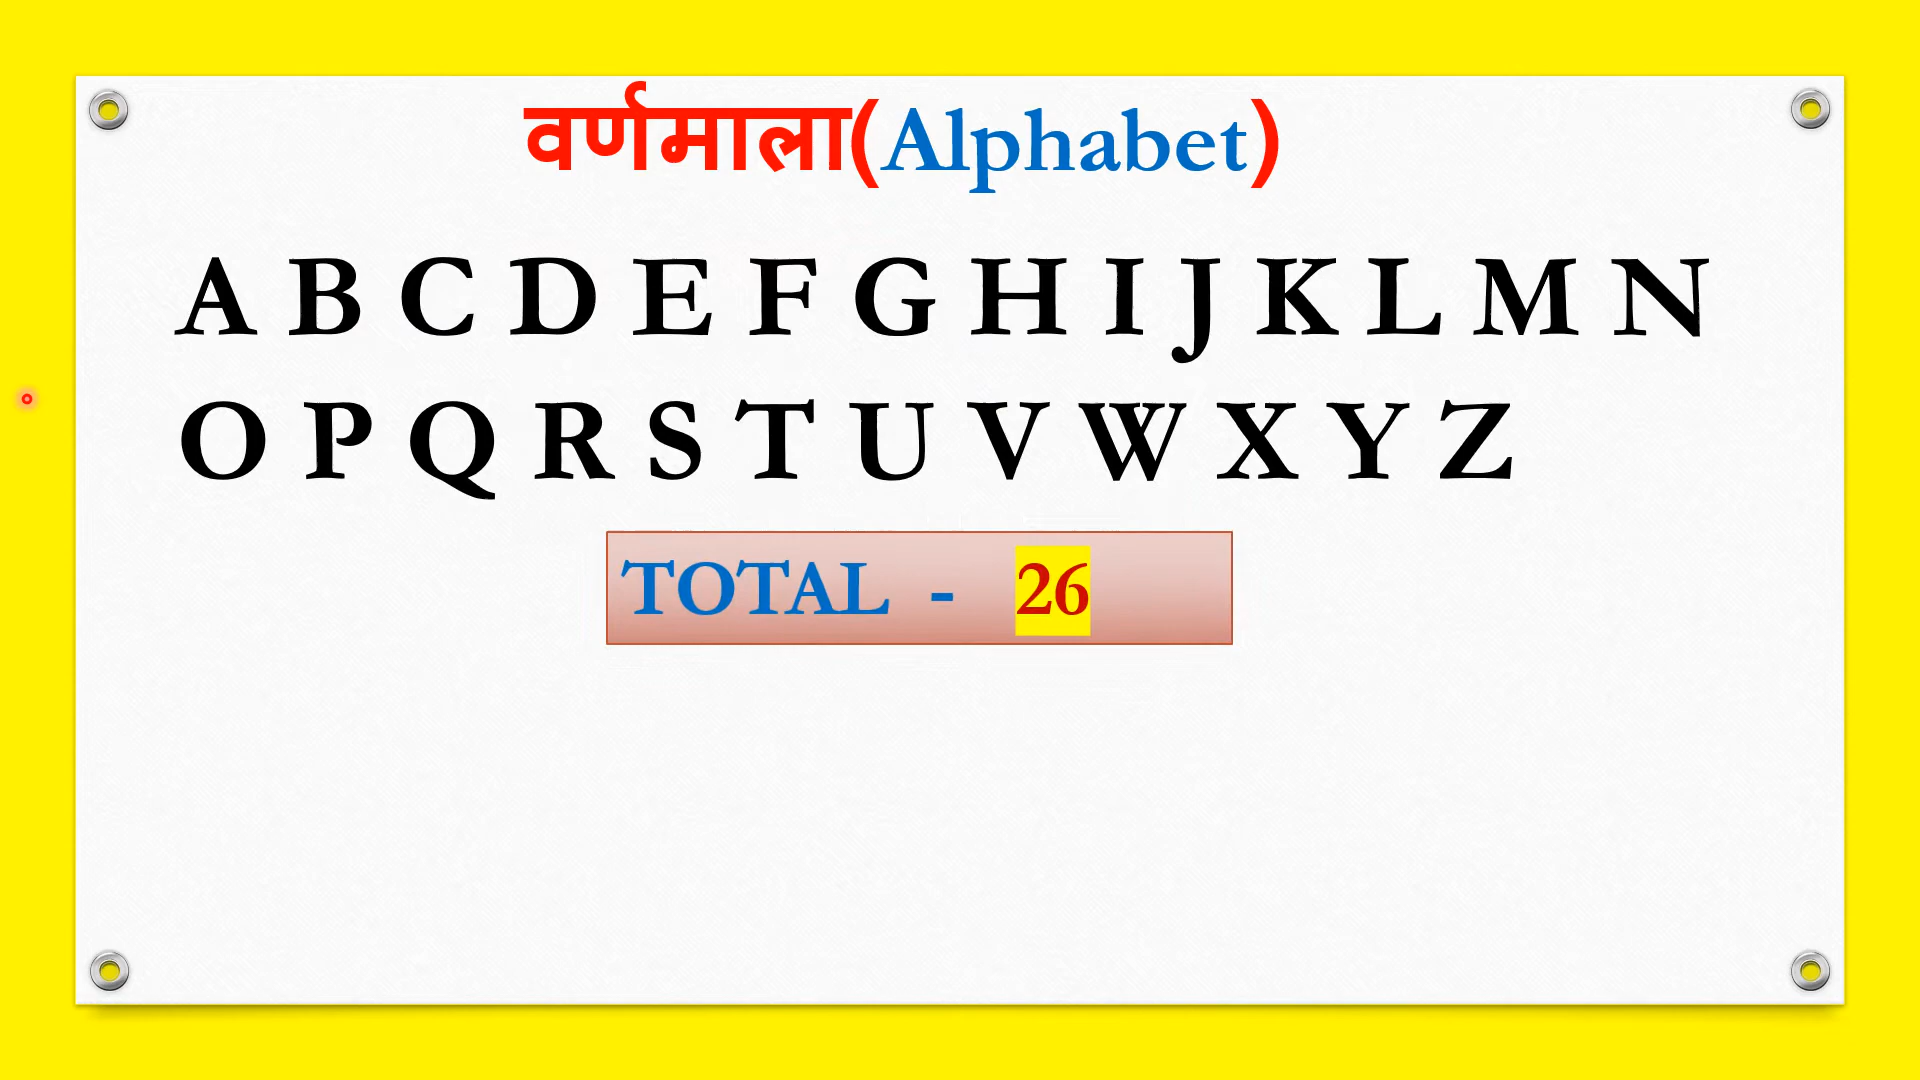 वर्णमाला(Alphabet)
A B C D E F G H I J K L M N
O P Q R S T U V W X Y Z
TOTAL - 26